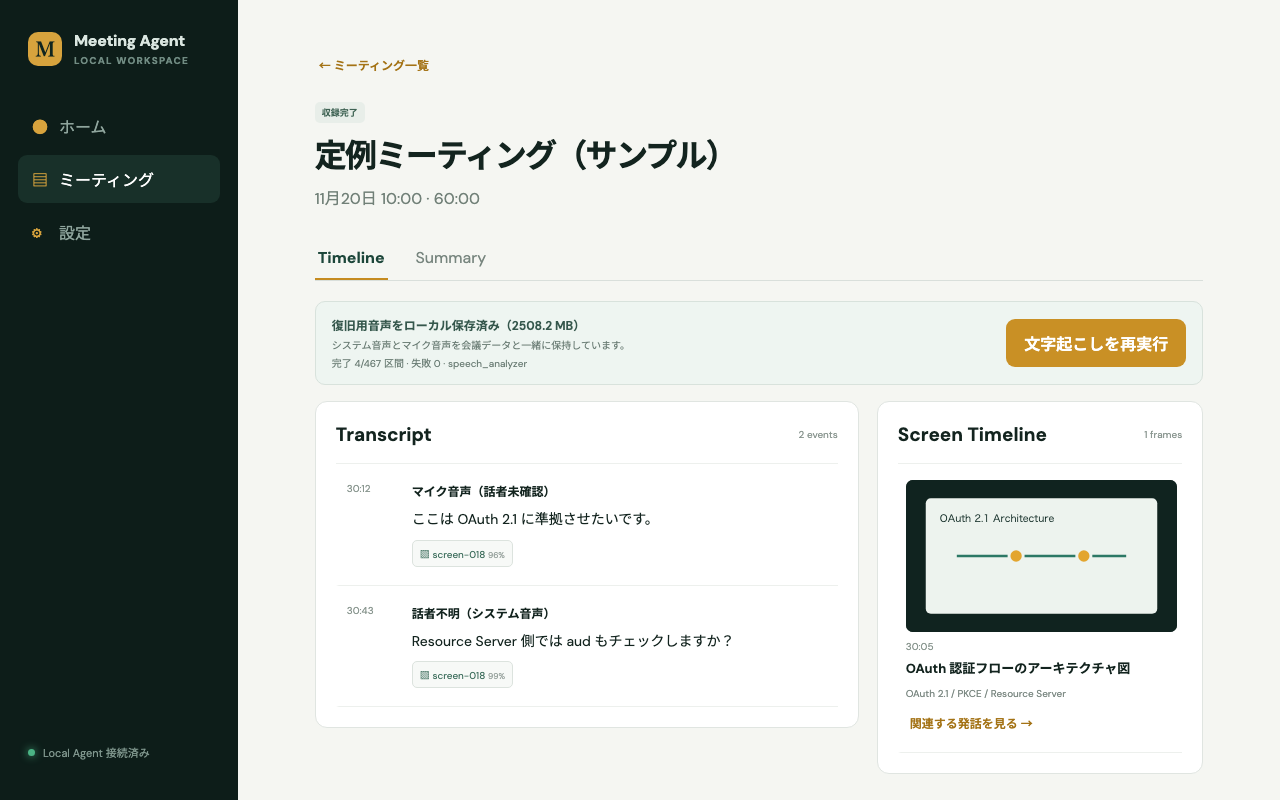 M
Meeting Agent
LOCAL WORKSPACE
ホーム
ミーティング
設定
Local Agent 接続済み
← ミーティング一覧
収録完了
定例ミーティング（サンプル）
11月20日 10:00 · 60:00
Timeline
Summary
復旧用音声をローカル保存済み（2508.2 MB）
システム音声とマイク音声を会議データと一緒に保持しています。
完了 4/467 区間 · 失敗 0 · speech_analyzer
文字起こしを再実行
Transcript
2 events
30:12
マイク音声（話者未確認）
ここは OAuth 2.1 に準拠させたいです。
screen-018 96%
30:43
話者不明（システム音声）
Resource Server 側では aud もチェックしますか？
screen-018 99%
Screen Timeline
1 frames
OAuth 2.1 Architecture
30:05
OAuth 認証フローのアーキテクチャ図
OAuth 2.1 / PKCE / Resource Server
関連する発話を見る →